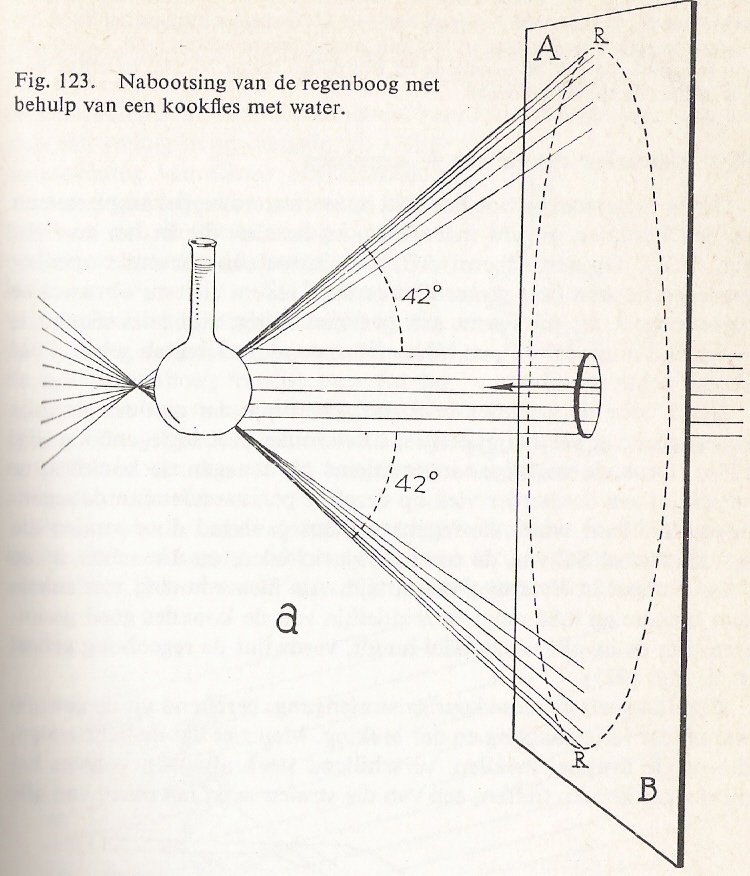 Fig. 123. Nabootsing van de regenboog met
behulp van een kookfles met water.
A
R
42°
42°
a
R
B